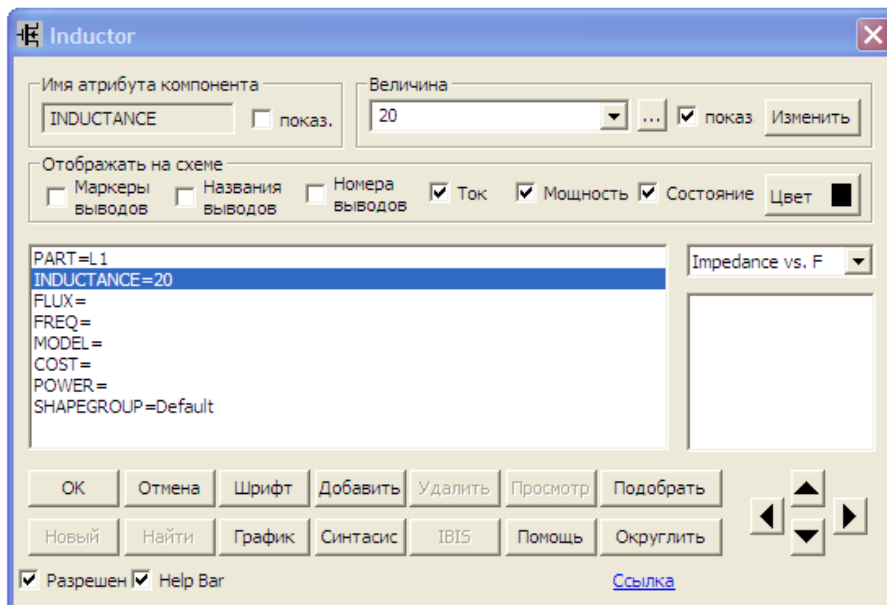 Inductor
Имя атрибута компонента
INDUCTANCE
показ.
Величина
20
...
показ
Изменить
Отображать на схеме
Маркеры выводов
Названия выводов
Номера выводов
Ток
Мощность
Состояние
Цвет
PART=L1
INDUCTANCE=20
FLUX=
FREQ=
MODEL=
COST=
POWER=
SHAPEGROUP=Default
Impedance vs. F
ОК
Отмена
Шрифт
Добавить
Удалить
Просмотр
Подобрать
Новый
Найти
График
Синтасис
IBIS
Помощь
Округлить
Разрешен
Help Bar
Ссылка